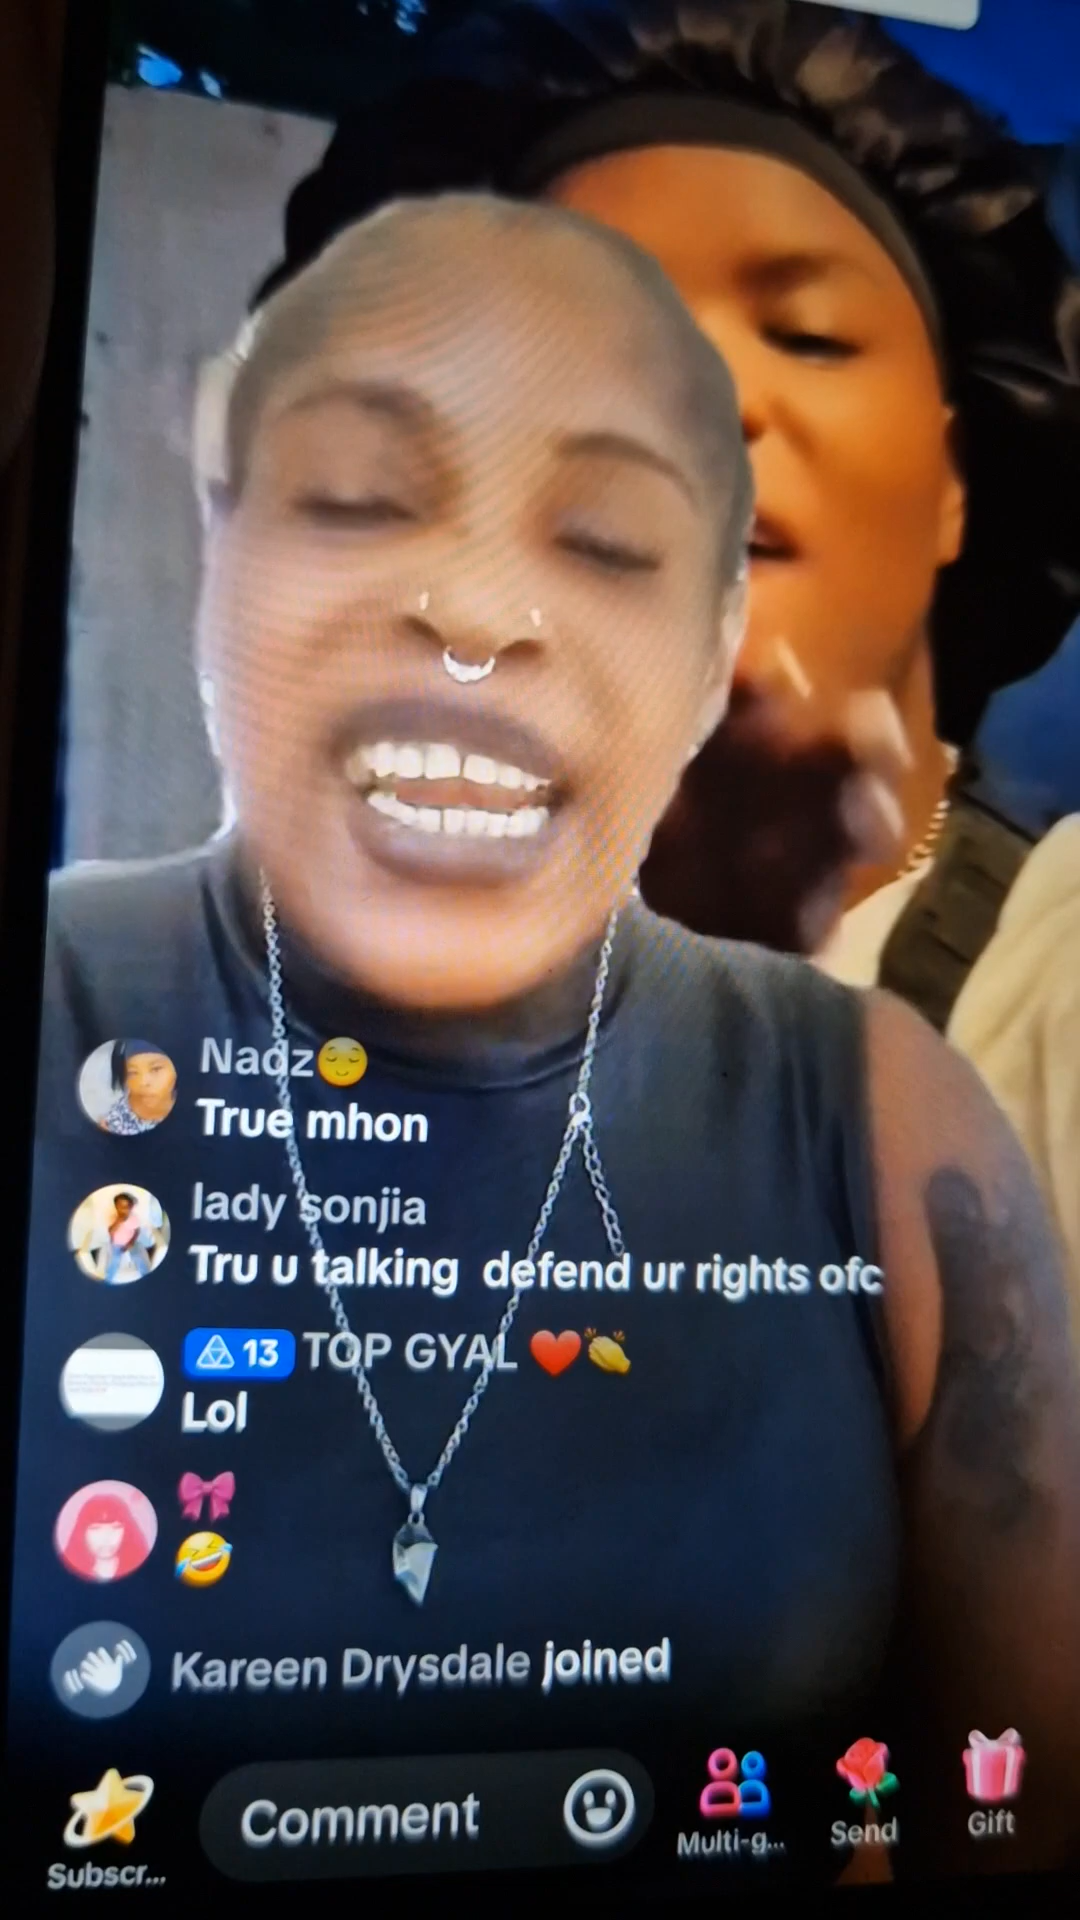 Nadz😌
True mhon
lady sonjia
Tru u talking defend ur rights ofc
13 TOP GYAL ❤️👏
Lol
🎀
🤣
Kareen Drysdale joined
Subscr...
Comment
Multi-g...
Send
Gift